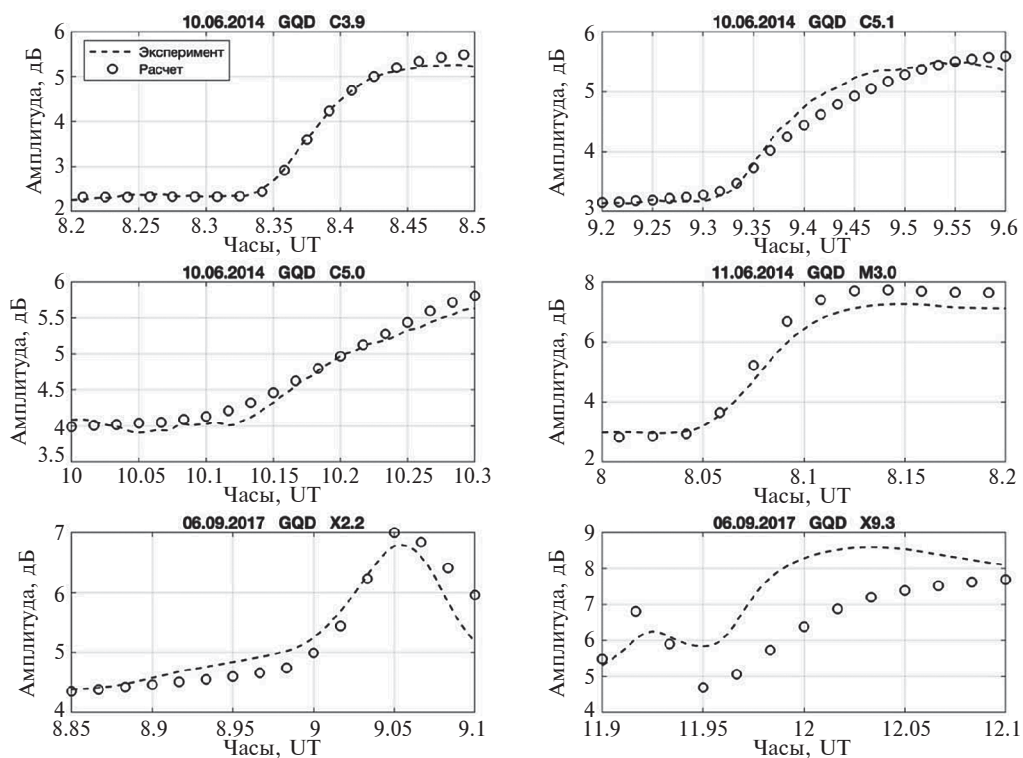 10.06.2014 GQD C3.9
Амплитуда, дБ
6
5
4
3
2
Эксперимент
Расчет
8.2 8.25 8.3 8.35 8.4 8.45 8.5
Часы, UT
10.06.2014 GQD C5.1
Амплитуда, дБ
6
5
4
3
9.2 9.25 9.3 9.35 9.4 9.45 9.5 9.55 9.6
Часы, UT
10.06.2014 GQD C5.0
Амплитуда, дБ
6
5.5
5
4.5
4
3.5
10 10.05 10.1 10.15 10.2 10.25 10.3
Часы, UT
11.06.2014 GQD M3.0
Амплитуда, дБ
8
6
4
2
8 8.05 8.1 8.15 8.2
Часы, UT
06.09.2017 GQD X2.2
Амплитуда, дБ
7
6
5
4
8.85 8.9 8.95 9 9.05 9.1
Часы, UT
06.09.2017 GQD X9.3
Амплитуда, дБ
9
8
7
6
5
4
11.9 11.95 12 12.05 12.1
Часы, UT